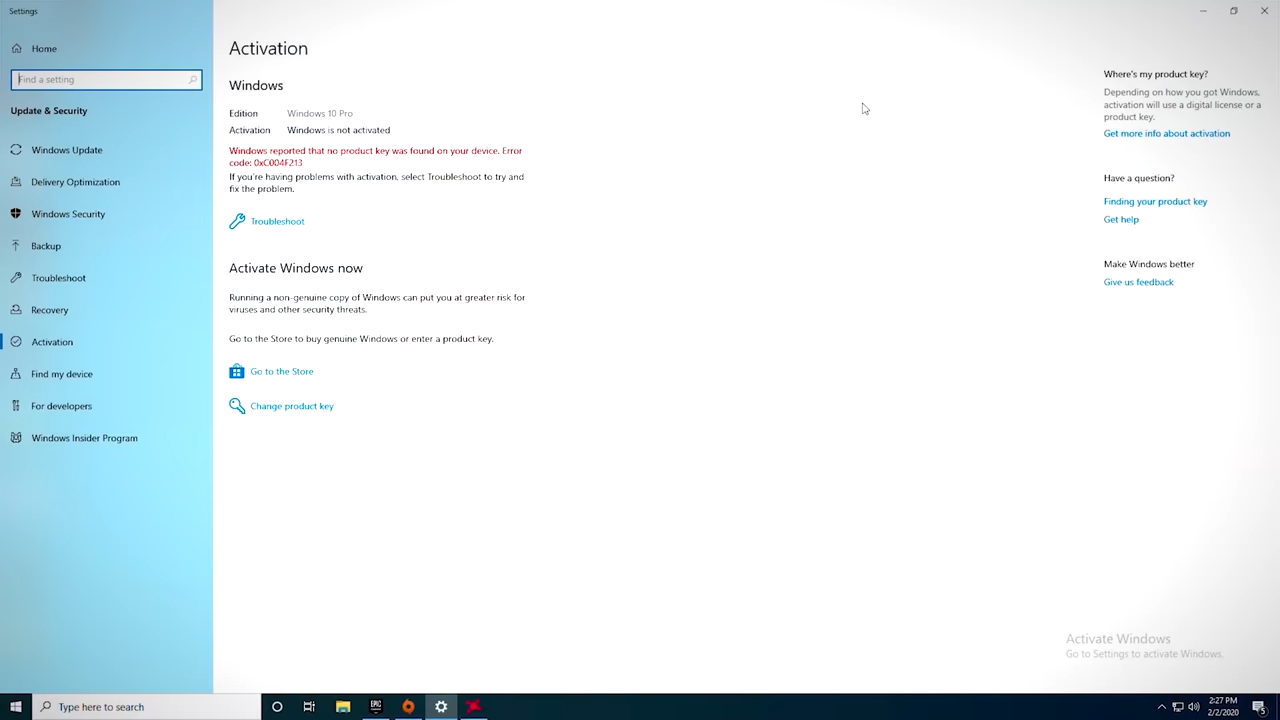 Settings
Home
Find a setting
Update & Security
Windows Update
Delivery Optimization
Windows Security
Backup
Troubleshoot
Recovery
Activation
Find my device
For developers
Windows Insider Program
Activation
Windows
Edition Windows 10 Pro
Activation Windows is not activated
Windows reported that no product key was found on your device. Error
code: 0xC004F213
If you're having problems with activation, select Troubleshoot to try and
fix the problem.
Troubleshoot
Activate Windows now
Running a non-genuine copy of Windows can put you at greater risk for
viruses and other security threats.
Go to the Store to buy genuine Windows or enter a product key.
Go to the Store
Change product key
Where's my product key?
Depending on how you got Windows,
activation will use a digital license or a
product key.
Get more info about activation
Have a question?
Finding your product key
Get help
Make Windows better
Give us feedback
Activate Windows
Go to Settings to activate Windows.
Type here to search
EPIC
2:27 PM
2/2/2020
5